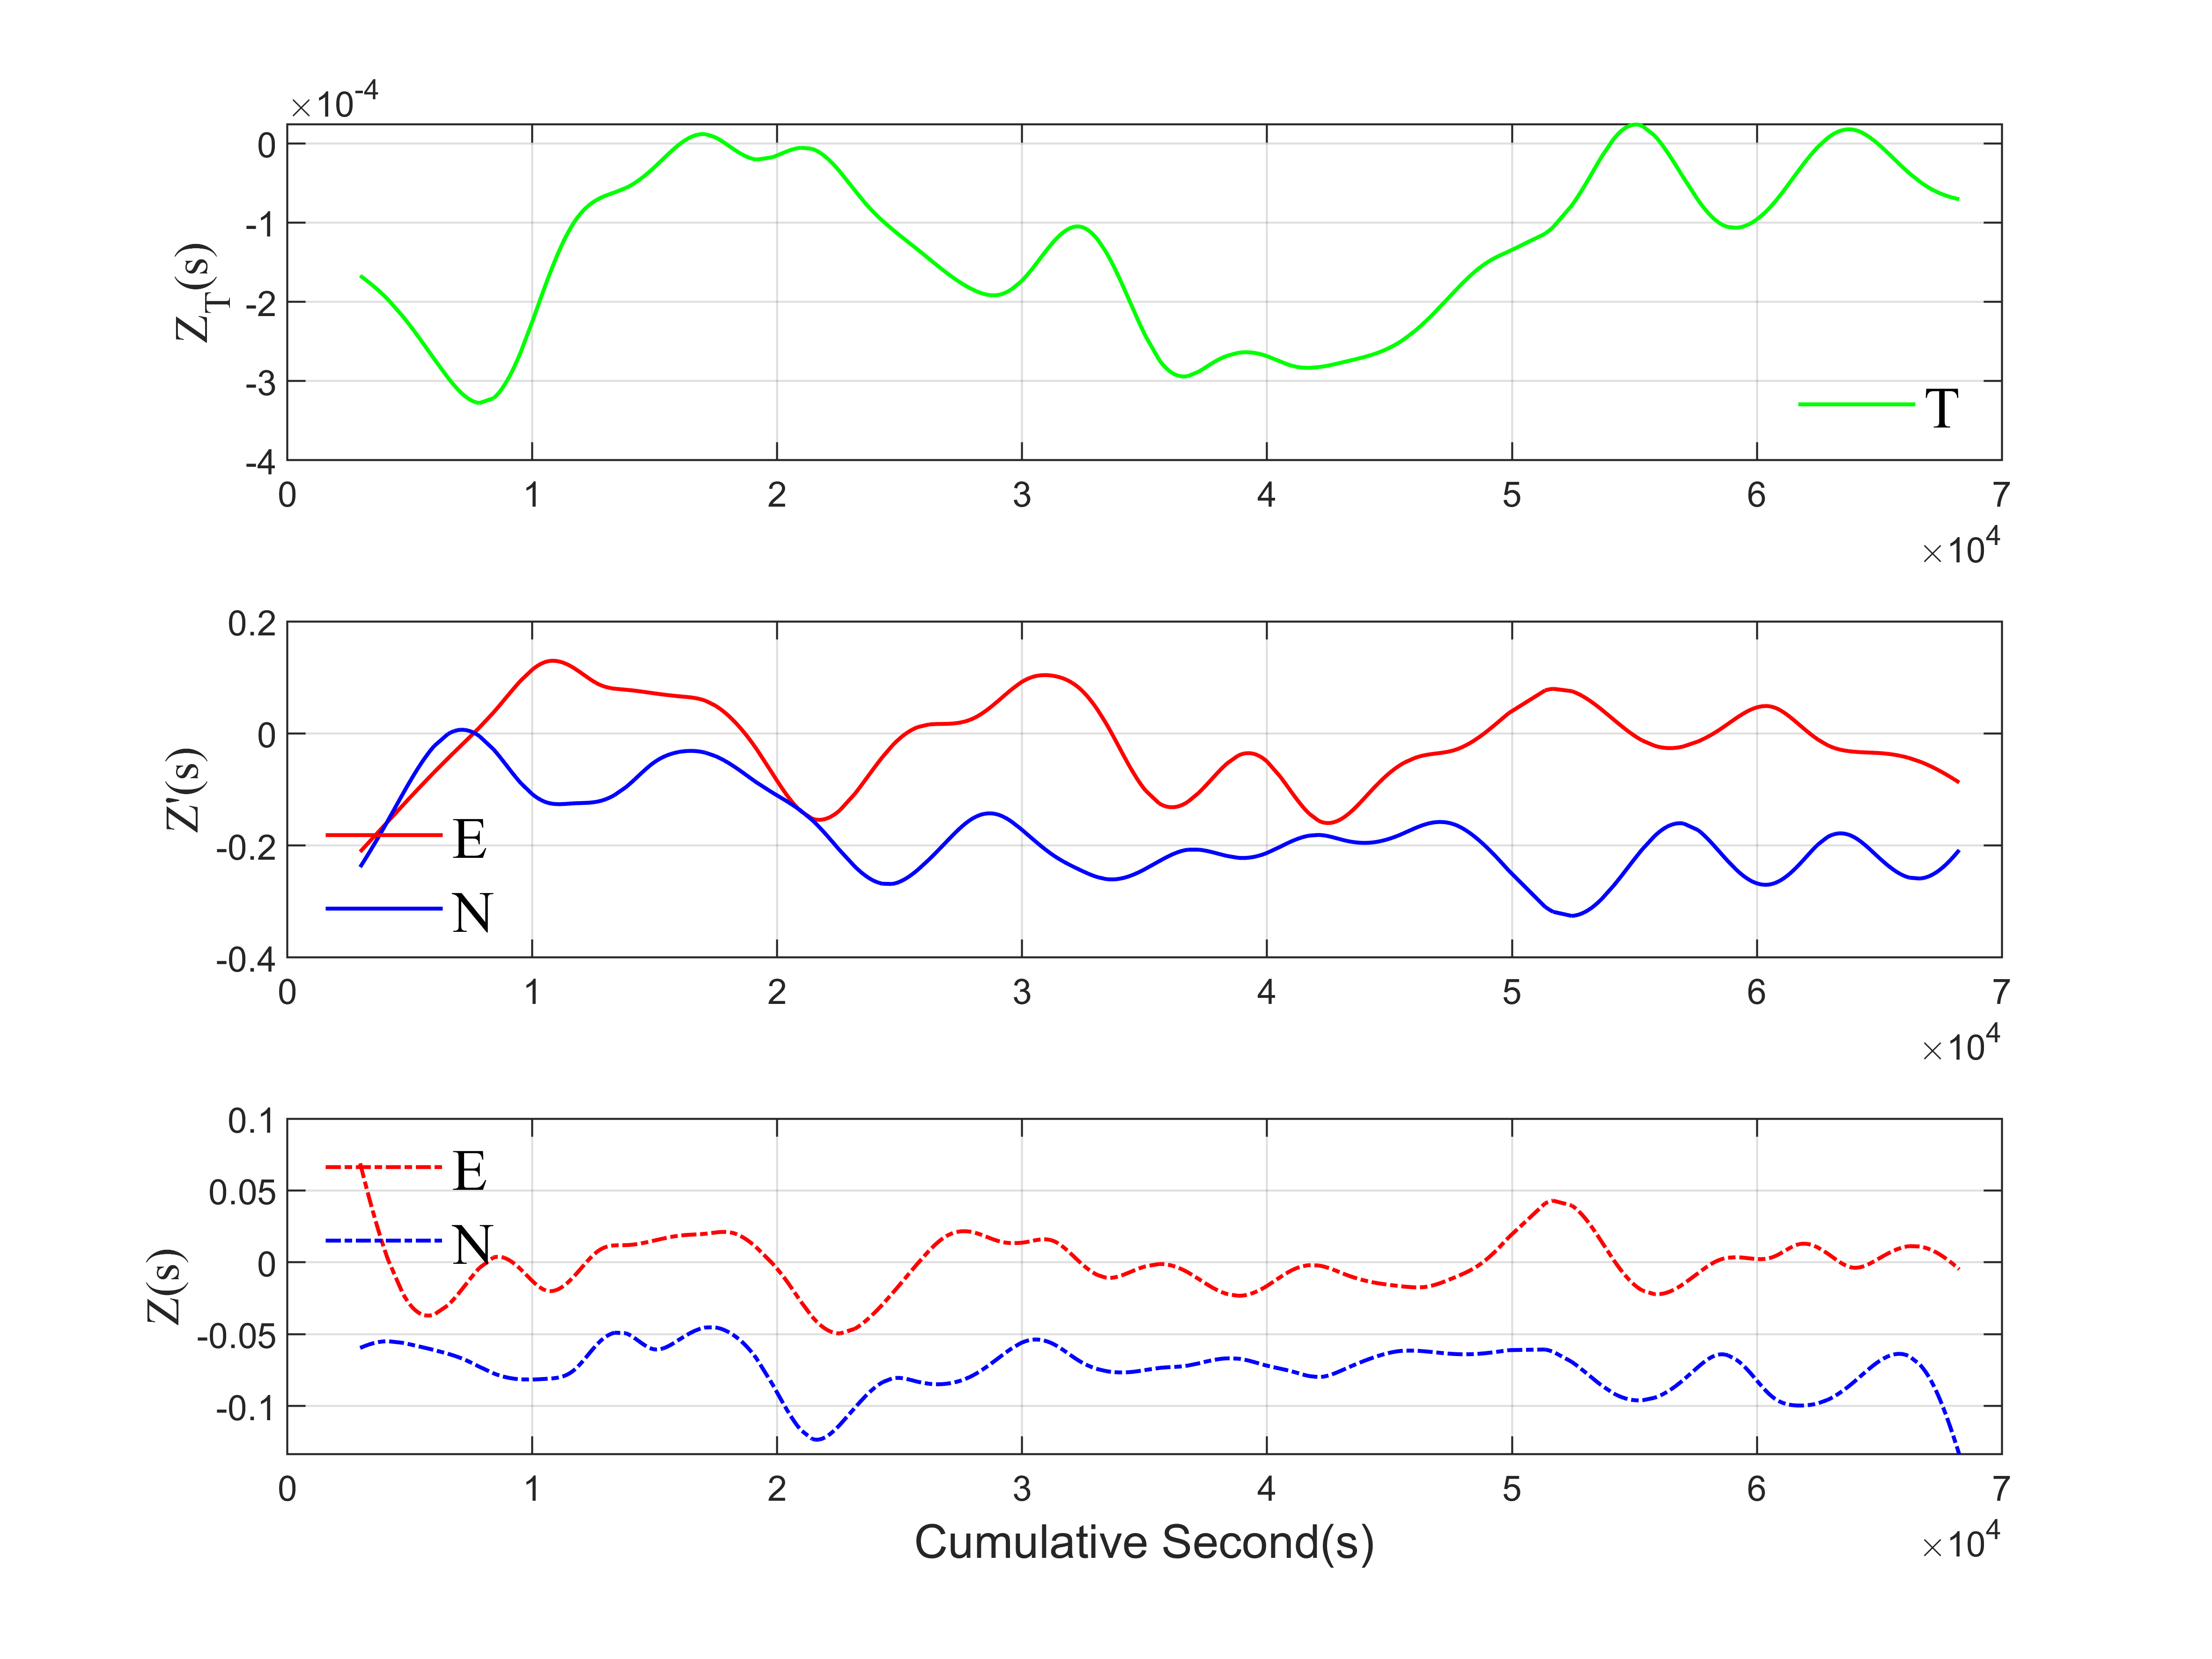 ×10-4
Z_T(s)
0
-1
-2
-3
-4
T
0 1 2 3 4 5 6 7
×10^4
Z'(s)
0.2
0
-0.2
-0.4
E
N
0 1 2 3 4 5 6 7
×10^4
Z(s)
0.1
0.05
0
-0.05
-0.1
E
N
0 1 2 3 4 5 6 7
Cumulative Second(s)
×10^4